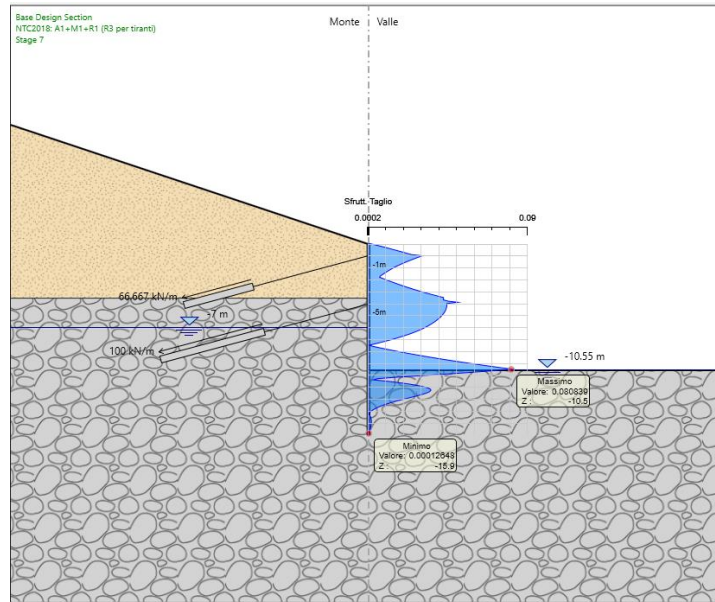 Base Design Section
NTC2018: A1+M1+R1 (R3 per tiranti)
Stage 7
Monte
Valle
Sfrutt. Taglio
0.0002
0.09
-1m
66.667 kN/m
-7 m
-5m
100 kN/m
-10.55 m
Massimo
Valore: 0.080839
Z : -10.5
Minimo
Valore: 0.00012648
Z : -15.9